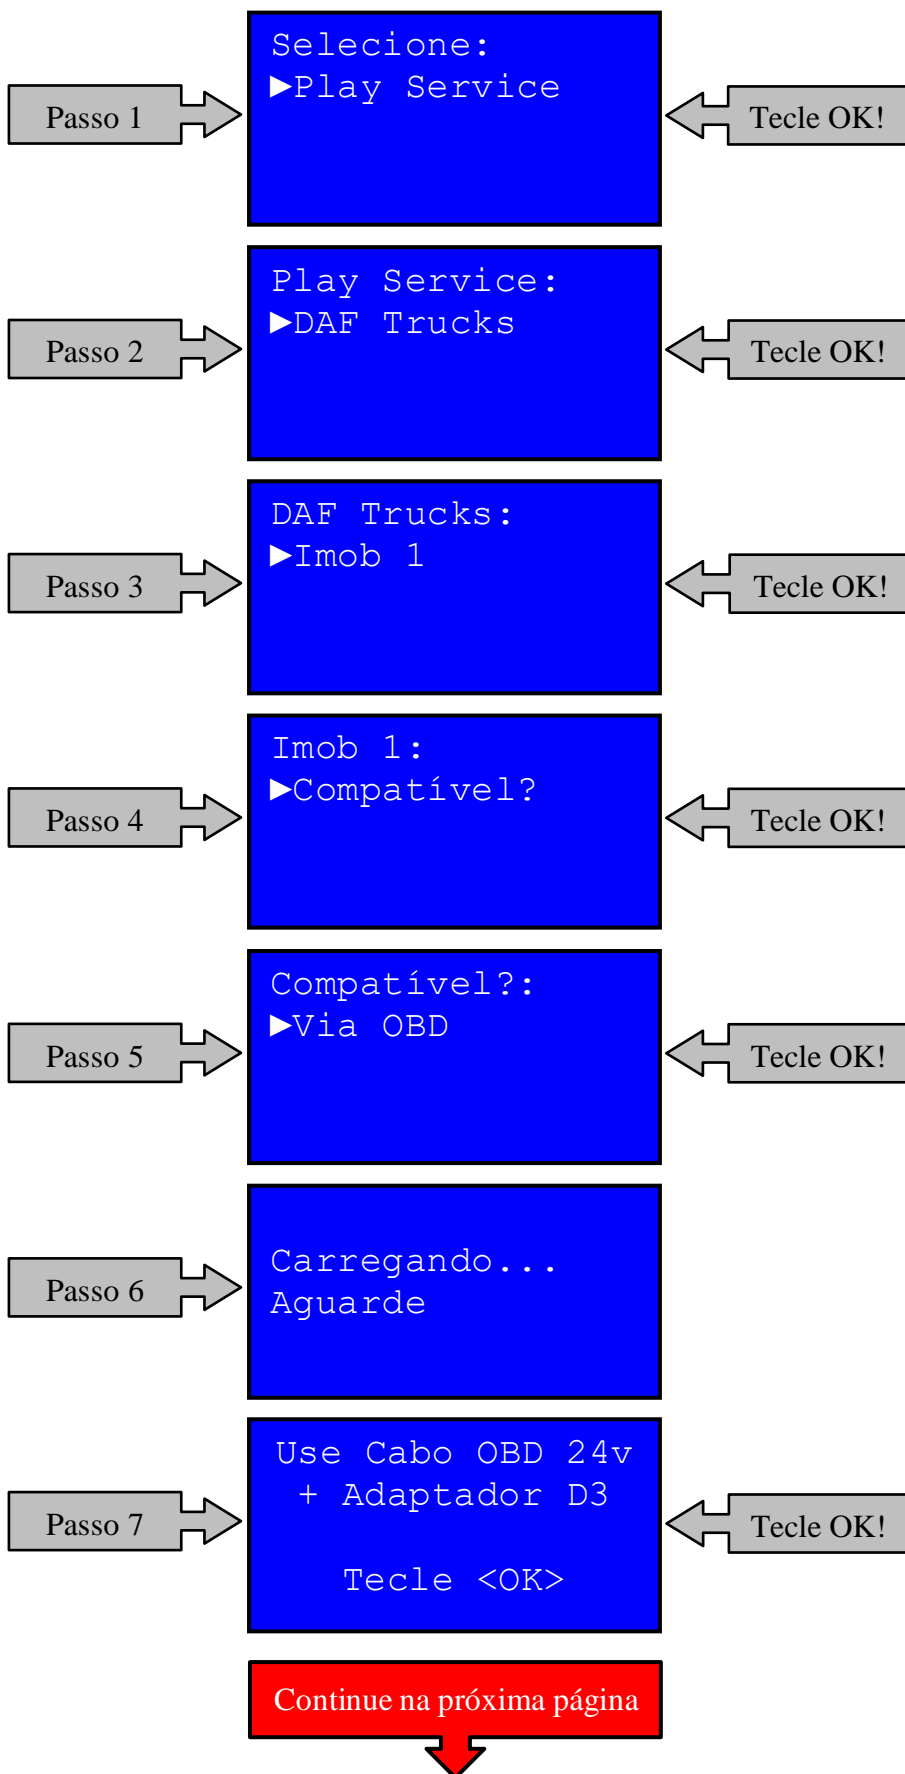 Selecione:
►Play Service
Passo 1
Tecle OK!
Play Service:
►DAF Trucks
Passo 2
Tecle OK!
DAF Trucks:
►Imob 1
Passo 3
Tecle OK!
Imob 1:
►Compatível?
Passo 4
Tecle OK!
Compatível?:
►Via OBD
Passo 5
Tecle OK!
Carregando...
Aguarde
Passo 6
Use Cabo OBD 24v
+ Adaptador D3
Passo 7
Tecle OK!
Tecle <OK>
Continue na próxima página